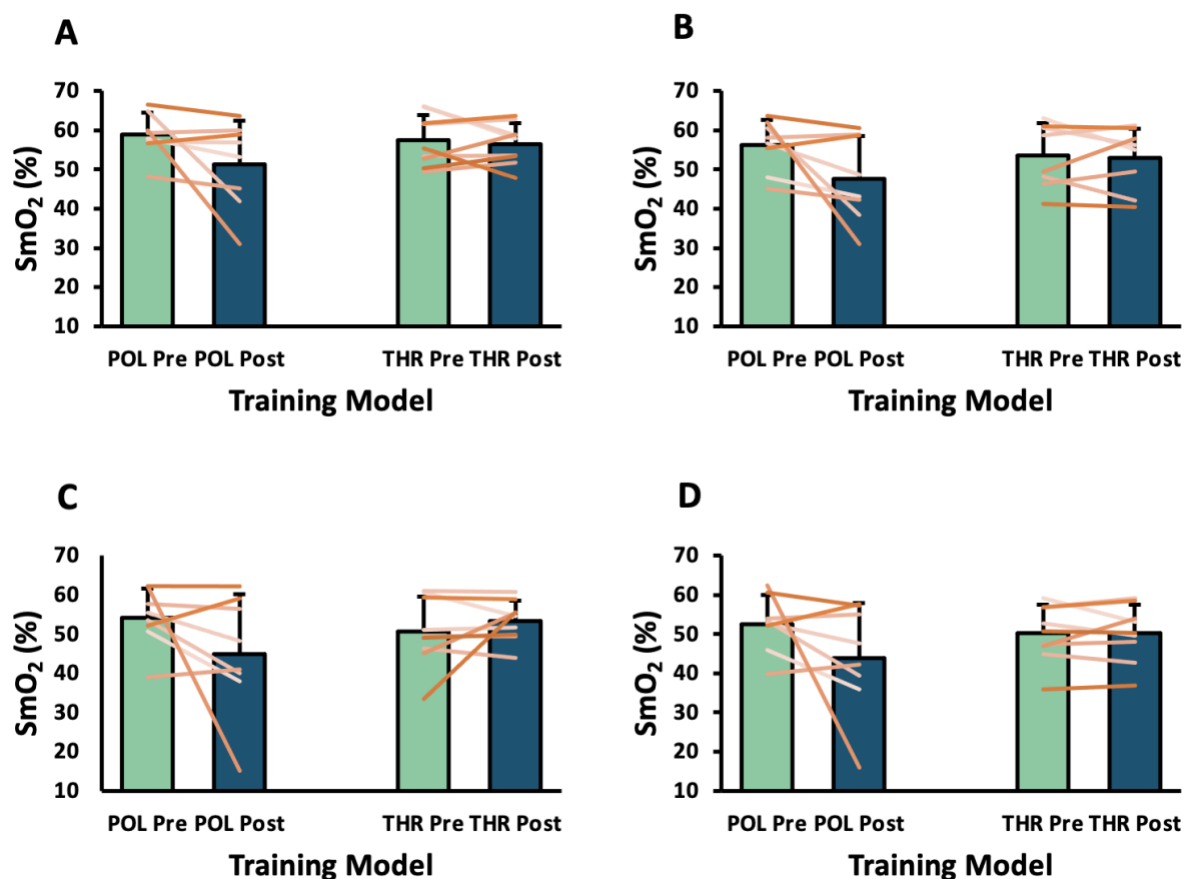 A
SmO₂ (%)
70
60
50
40
30
20
10
POL Pre POL Post THR Pre THR Post
Training Model
B
SmO₂ (%)
70
60
50
40
30
20
10
POL Pre POL Post THR Pre THR Post
Training Model
C
SmO₂ (%)
70
60
50
40
30
20
10
POL Pre POL Post THR Pre THR Post
Training Model
D
SmO₂ (%)
70
60
50
40
30
20
10
POL Pre POL Post THR Pre THR Post
Training Model